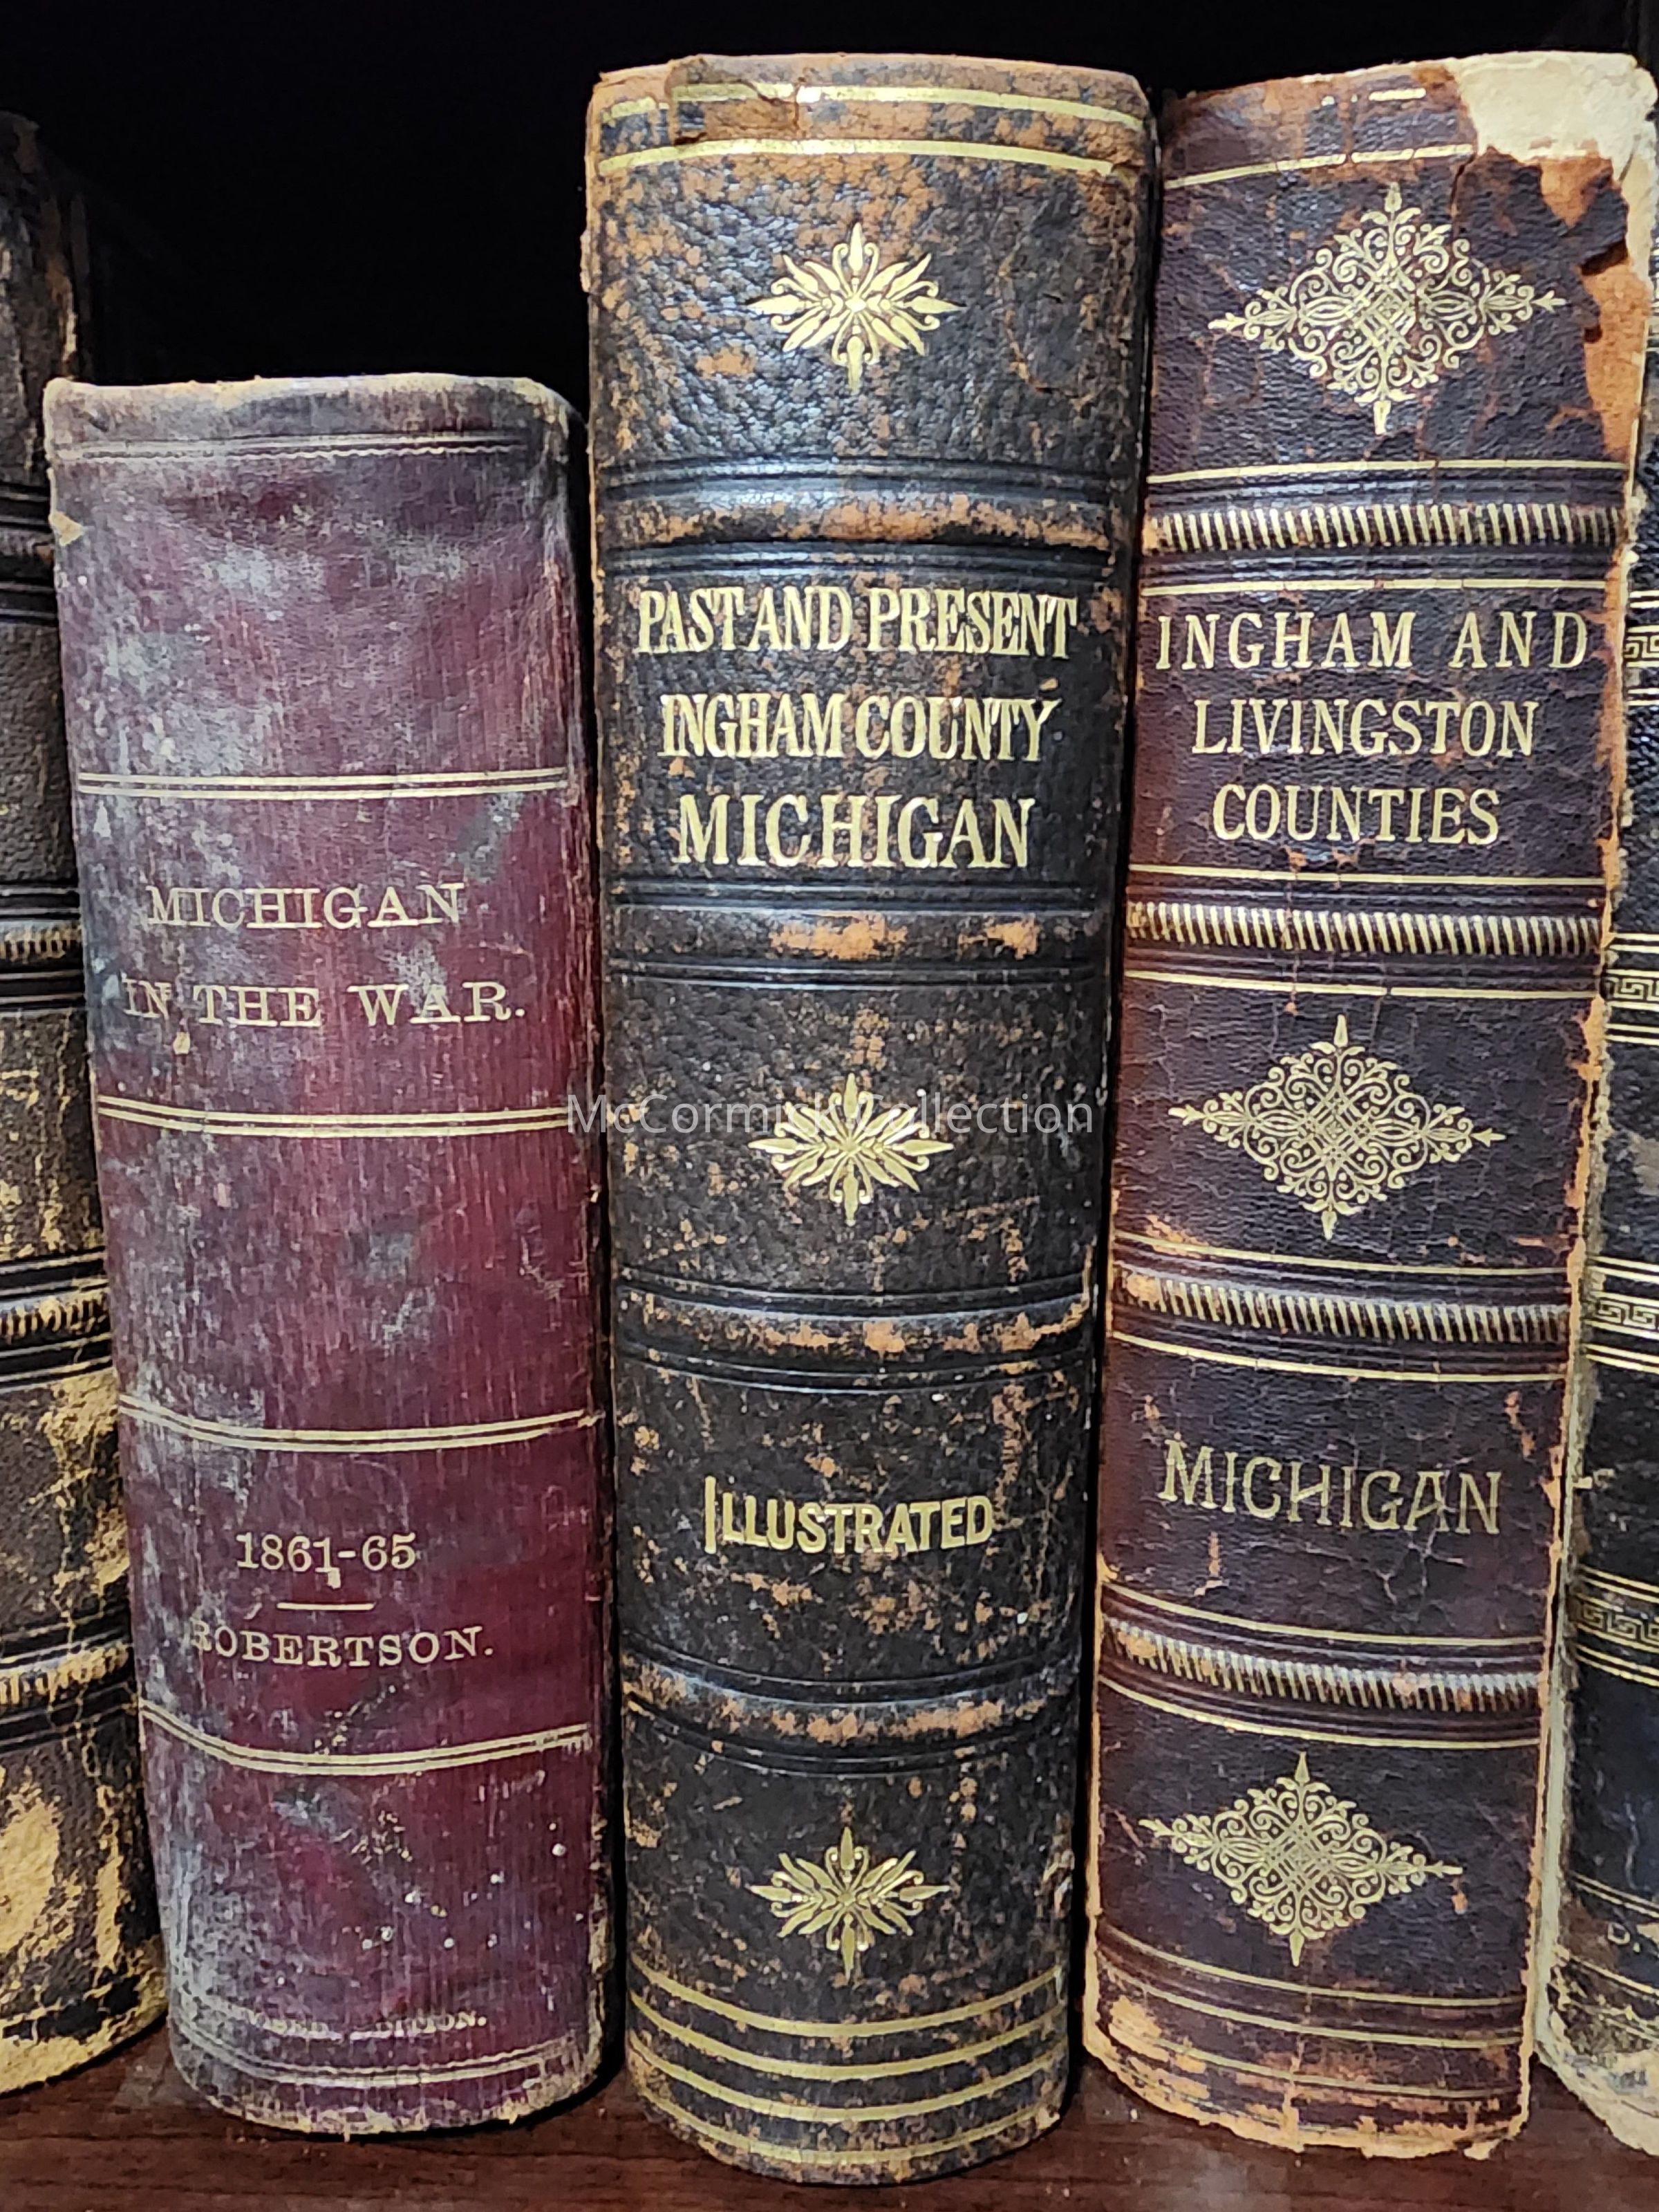 MICHIGAN
IN THE WAR.
1861-65
ROBERTSON.
PAST AND PRESENT
INGHAM COUNTY
MICHIGAN
ILLUSTRATED
INGHAM AND
LIVINGSTON
COUNTIES
MICHIGAN
McCormick Collection